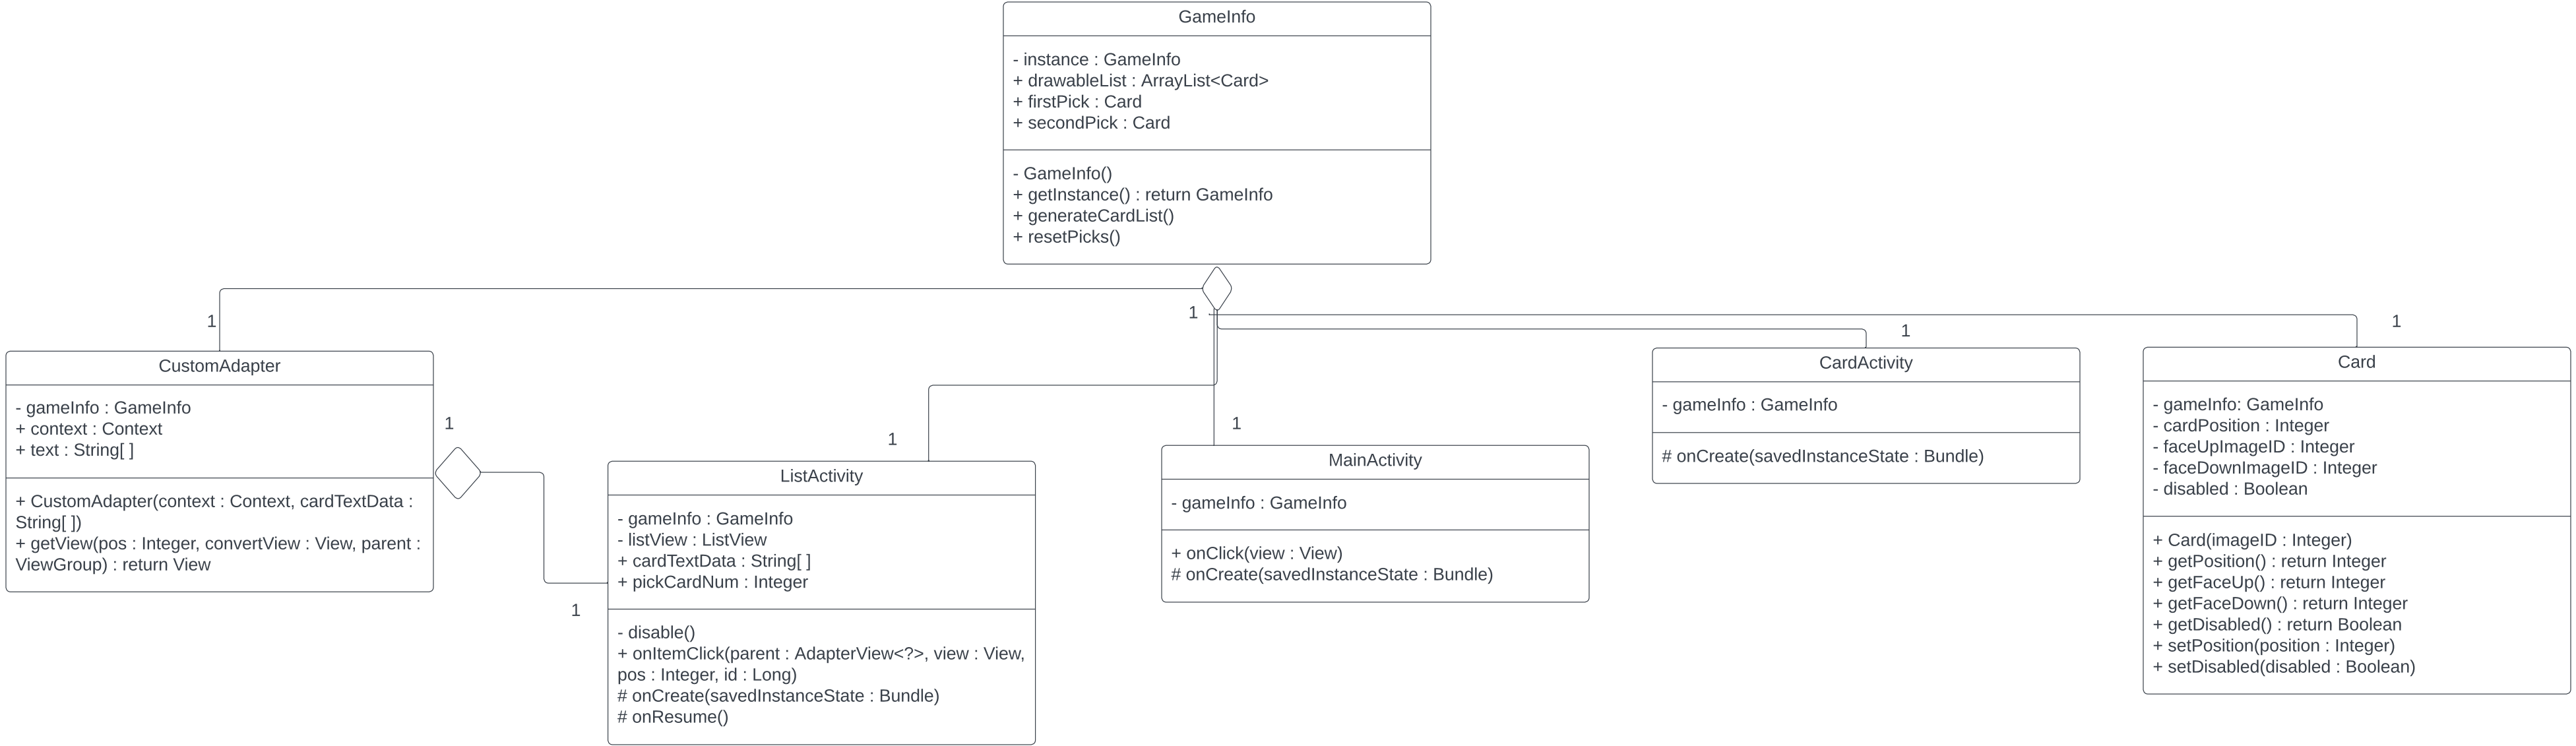 GameInfo
- instance : GameInfo
+ drawableList : ArrayList<Card>
+ firstPick : Card
+ secondPick : Card
- GameInfo()
+ getInstance() : return GameInfo
+ generateCardList()
+ resetPicks()
1
1
1
1
1
1
CustomAdapter
- gameInfo : GameInfo
+ context : Context
+ text : String[ ]
+ CustomAdapter(context : Context, cardTextData :
String[ ])
+ getView(pos : Integer, convertView : View, parent :
ViewGroup) : return View
1
1
ListActivity
- gameInfo : GameInfo
- listView : ListView
+ cardTextData : String[ ]
+ pickCardNum : Integer
- disable()
+ onItemClick(parent : AdapterView<?>, view : View,
pos : Integer, id : Long)
# onCreate(savedInstanceState : Bundle)
# onResume()
MainActivity
- gameInfo : GameInfo
+ onClick(view : View)
# onCreate(savedInstanceState : Bundle)
CardActivity
- gameInfo : GameInfo
# onCreate(savedInstanceState : Bundle)
Card
- gameInfo: GameInfo
- cardPosition : Integer
- faceUpImageID : Integer
- faceDownImageID : Integer
- disabled : Boolean
+ Card(imageID : Integer)
+ getPosition() : return Integer
+ getFaceUp() : return Integer
+ getFaceDown() : return Integer
+ getDisabled() : return Boolean
+ setPosition(position : Integer)
+ setDisabled(disabled : Boolean)